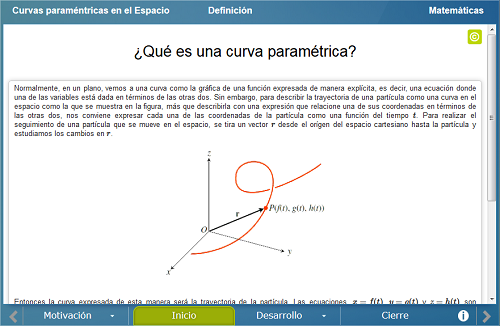 Curvas paraméntricas en el Espacio Definición Matemáticas
¿Qué es una curva paramétrica?
Normalmente, en un plano, vemos a una curva como la gráfica de una función expresada de manera explícita, es decir, una ecuación donde
una de las variables está dada en términos de las otras dos. Sin embargo, para describir la trayectoria de una partícula como una curva en el
espacio como la que se muestra en la figura, más que describirla con una expresión que relacione una de sus coordenadas en términos de
las otras dos, nos conviene expresar cada una de las coordenadas de la partícula como una función del tiempo t. Para realizar el
seguimiento de una partícula que se mueve en el espacio, se tira un vector r desde el orígen del espacio cartesiano hasta la partícula y
estudiamos los cambios en r.
z
P(f(t), g(t), h(t))
r
O
y
x
Entonces la curva expresada de esta manera será la trayectoria de la partícula. Las ecuaciones x = f(t), y = g(t) y z = h(t) son
Motivación Inicio Desarrollo Cierre